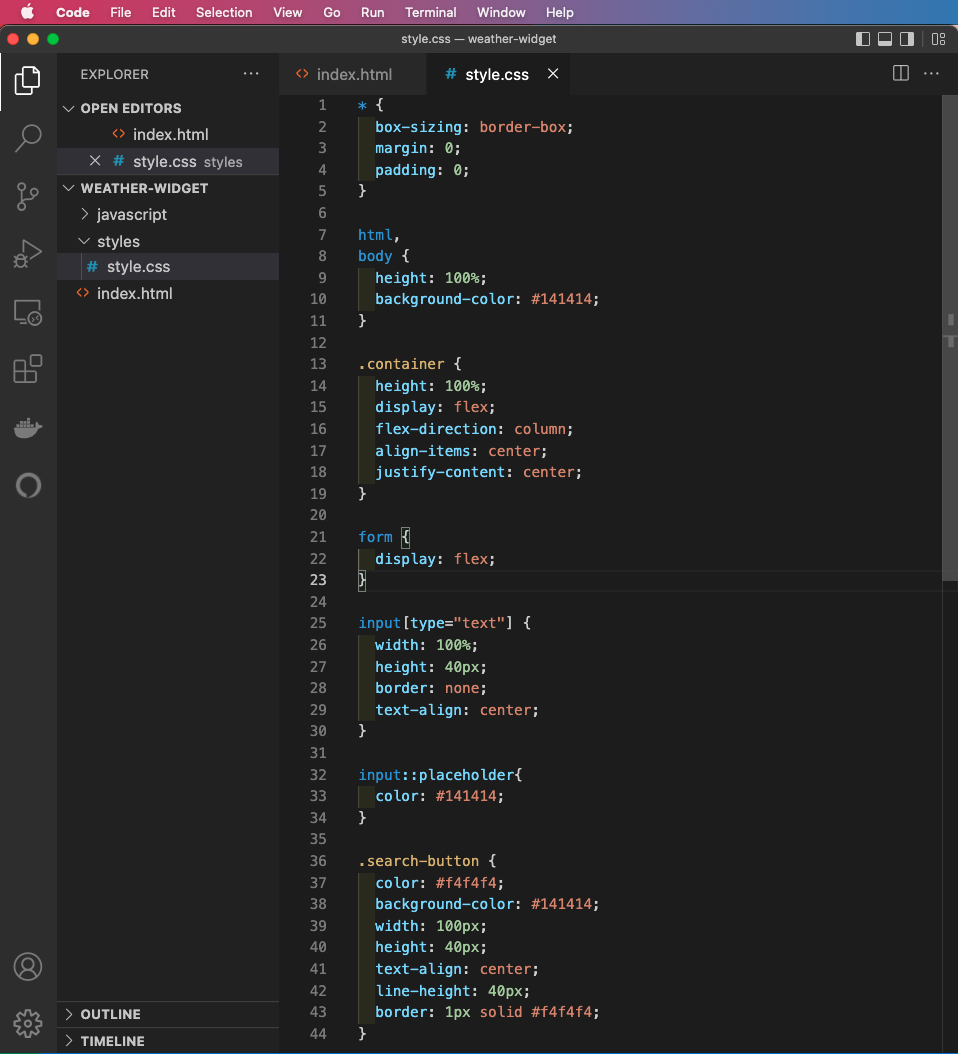 Code File Edit Selection View Go Run Terminal Window Help
style.css — weather-widget
EXPLORER ···
OPEN EDITORS
index.html
style.css styles
WEATHER-WIDGET
javascript
styles
# style.css
index.html
OUTLINE
TIMELINE
index.html # style.css
1 * {
2   box-sizing: border-box;
3   margin: 0;
4   padding: 0;
5 }
6
7 html,
8 body {
9   height: 100%;
10   background-color: #141414;
11 }
12
13 .container {
14   height: 100%;
15   display: flex;
16   flex-direction: column;
17   align-items: center;
18   justify-content: center;
19 }
20
21 form {
22   display: flex;
23 }
24
25 input[type="text"] {
26   width: 100%;
27   height: 40px;
28   border: none;
29   text-align: center;
30 }
31
32 input::placeholder{
33   color: #141414;
34 }
35
36 .search-button {
37   color: #f4f4f4;
38   background-color: #141414;
39   width: 100px;
40   height: 40px;
41   text-align: center;
42   line-height: 40px;
43   border: 1px solid #f4f4f4;
44 }